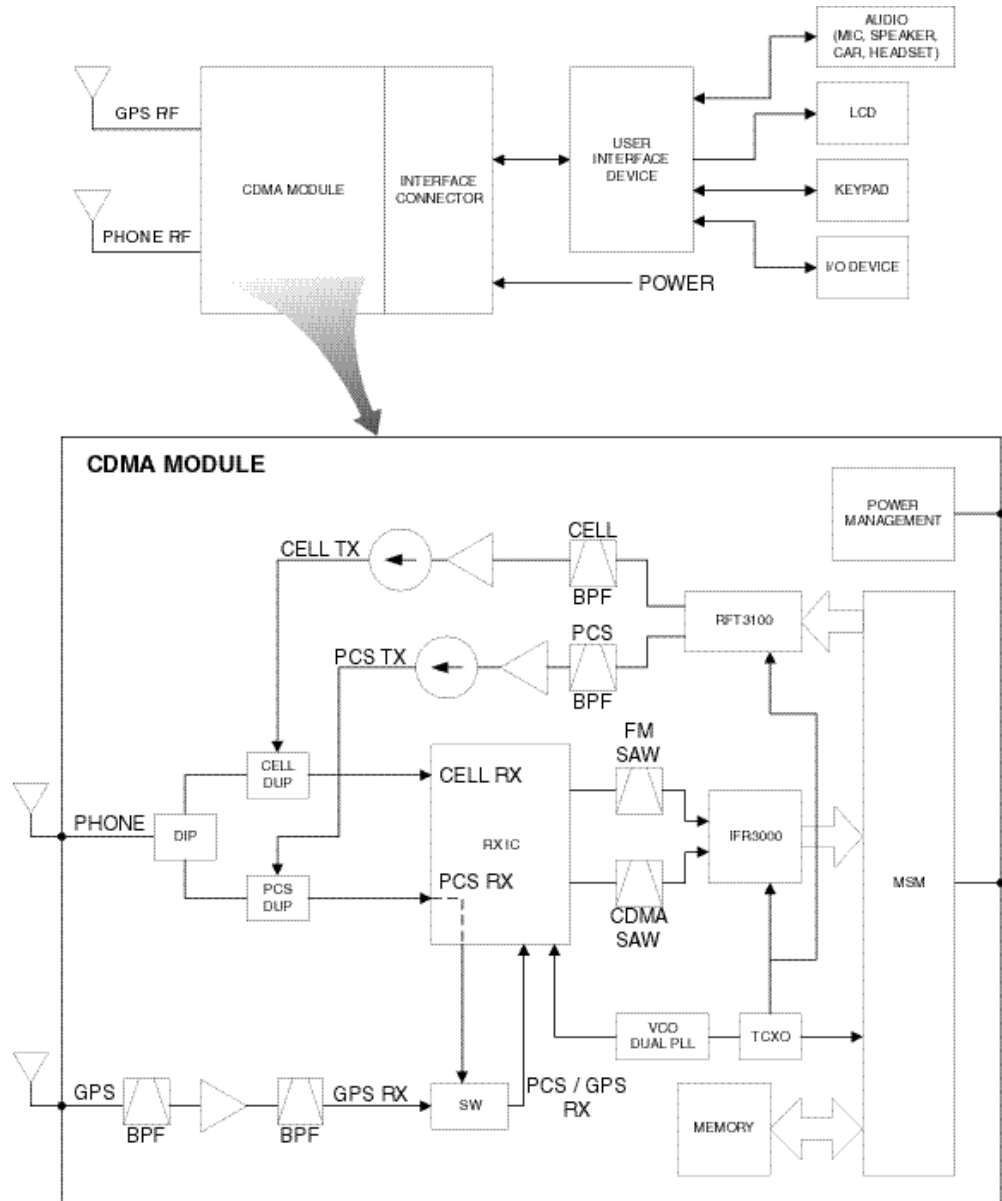 AUDIO
(MIC, SPEAKER,
CAR, HEADSET)
GPS RF
LCD
CDMA MODULE
INTERFACE
CONNECTOR
USER
INTERFACE
DEVICE
KEYPAD
PHONE RF
I/O DEVICE
POWER
CDMA MODULE
POWER
MANAGEMENT
CELL
CELL TX
BPF
RFT3100
PCS
PCS TX
BPF
FM
SAW
CELL
DUP
CELL RX
PHONE
DIP
RX IC
IFR3000
MSM
PCS
DUP
PCS RX
CDMA
SAW
VCO
DUAL PLL
TCXO
GPS
BPF
BPF
GPS RX
SW
PCS / GPS
RX
MEMORY